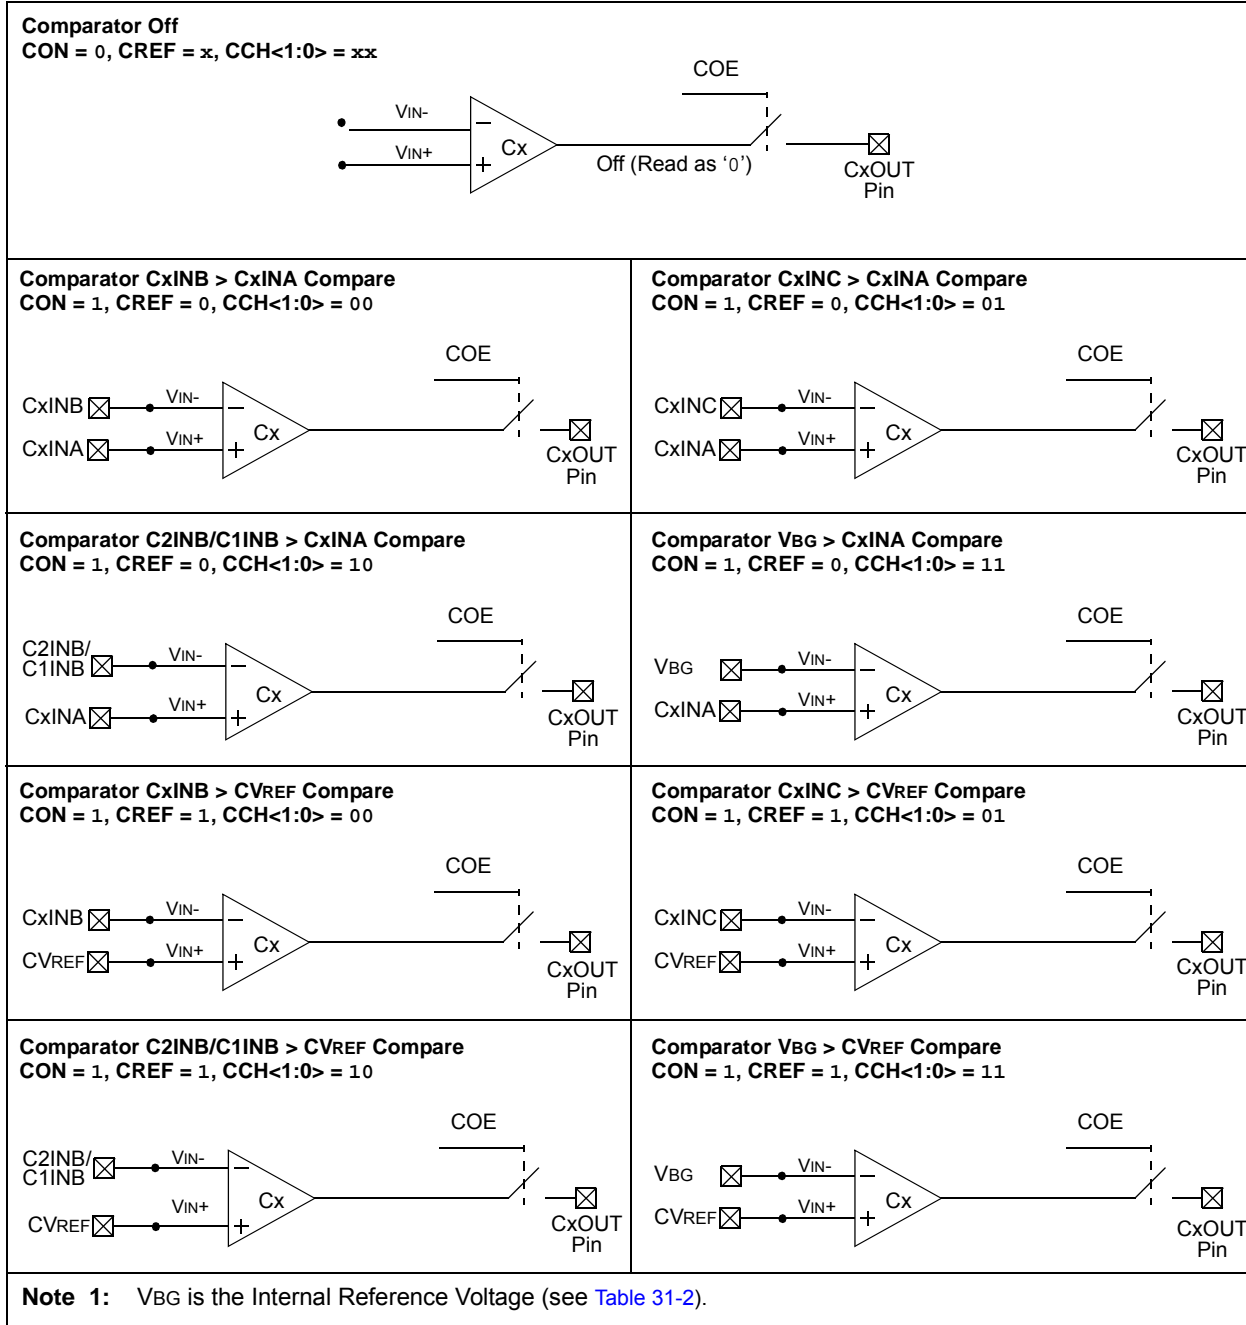 Comparator Off
CON = 0, CREF = x, CCH<1:0> = xx
COE
VIN-
VIN+
Cx
Off (Read as ‘0’)
CxOUT
Pin
Comparator CxINB > CxINA Compare
CON = 1, CREF = 0, CCH<1:0> = 00
COE
CxINB
VIN-
CxINA
VIN+
Cx
CxOUT
Pin
Comparator CxINC > CxINA Compare
CON = 1, CREF = 0, CCH<1:0> = 01
COE
CxINC
VIN-
CxINA
VIN+
Cx
CxOUT
Pin
Comparator C2INB/C1INB > CxINA Compare
CON = 1, CREF = 0, CCH<1:0> = 10
COE
C2INB/
C1INB
VIN-
CxINA
VIN+
Cx
CxOUT
Pin
Comparator VBG > CxINA Compare
CON = 1, CREF = 0, CCH<1:0> = 11
COE
VBG
VIN-
CxINA
VIN+
Cx
CxOUT
Pin
Comparator CxINB > CVREF Compare
CON = 1, CREF = 1, CCH<1:0> = 00
COE
CxINB
VIN-
CVREF
VIN+
Cx
CxOUT
Pin
Comparator CxINC > CVREF Compare
CON = 1, CREF = 1, CCH<1:0> = 01
COE
CxINC
VIN-
CVREF
VIN+
Cx
CxOUT
Pin
Comparator C2INB/C1INB > CVREF Compare
CON = 1, CREF = 1, CCH<1:0> = 10
COE
C2INB/
C1INB
VIN-
CVREF
VIN+
Cx
CxOUT
Pin
Comparator VBG > CVREF Compare
CON = 1, CREF = 1, CCH<1:0> = 11
COE
VBG
VIN-
CVREF
VIN+
Cx
CxOUT
Pin
Note 1: VBG is the Internal Reference Voltage (see Table 31-2).